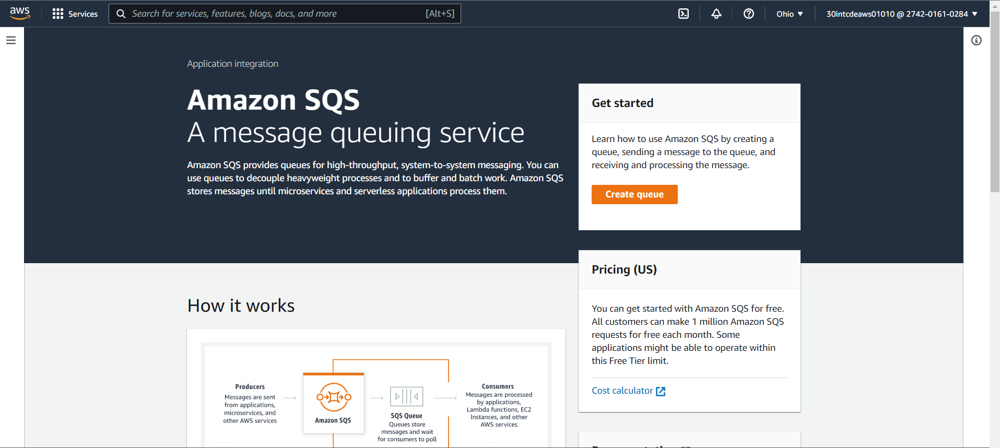 aws
Services
Search for services, features, blogs, docs, and more
[Alt+S]
Ohio
30intcdeaws01010 @ 2742-0161-0284
Application integration
Amazon SQS
A message queuing service
Amazon SQS provides queues for high-throughput, system-to-system messaging. You can
use queues to decouple heavyweight processes and to buffer and batch work. Amazon SQS
stores messages until microservices and serverless applications process them.
Get started
Learn how to use Amazon SQS by creating a
queue, sending a message to the queue, and
receiving and processing the message.
Create queue
Pricing (US)
You can get started with Amazon SQS for free.
All customers can make 1 million Amazon SQS
requests for free each month. Some
applications might be able to operate within
this Free Tier limit.
Cost calculator
How it works
Producers
Messages are sent
from applications,
microservices, and
other AWS services
Amazon SQS
SQS Queue
Queues store
messages and wait
for consumers to poll
Consumers
Messages are processed
by applications,
Lambda functions, EC2
Instances, and other
AWS services